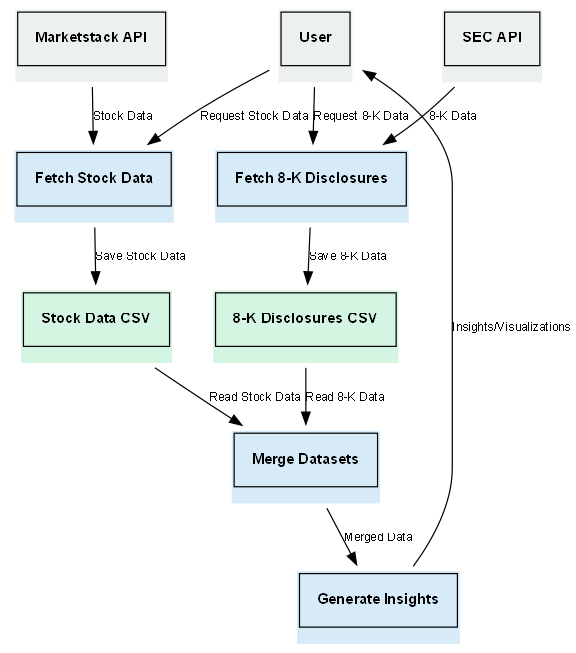 Marketstack API
User
SEC API
Stock Data
Request Stock Data
Request 8-K Data
8-K Data
Fetch Stock Data
Fetch 8-K Disclosures
Save Stock Data
Save 8-K Data
Stock Data CSV
8-K Disclosures CSV
Insights/Visualizations
Read Stock Data
Read 8-K Data
Merge Datasets
Merged Data
Generate Insights